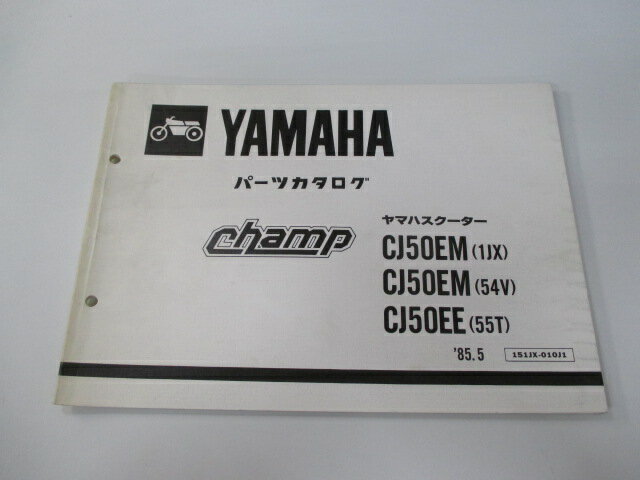 YAMAHA
パーツカタログ
champ
ヤマハスクーター
CJ50EM (1JX)
CJ50EM (54V)
CJ50EE (55T)
'85.5 151JX-010J1